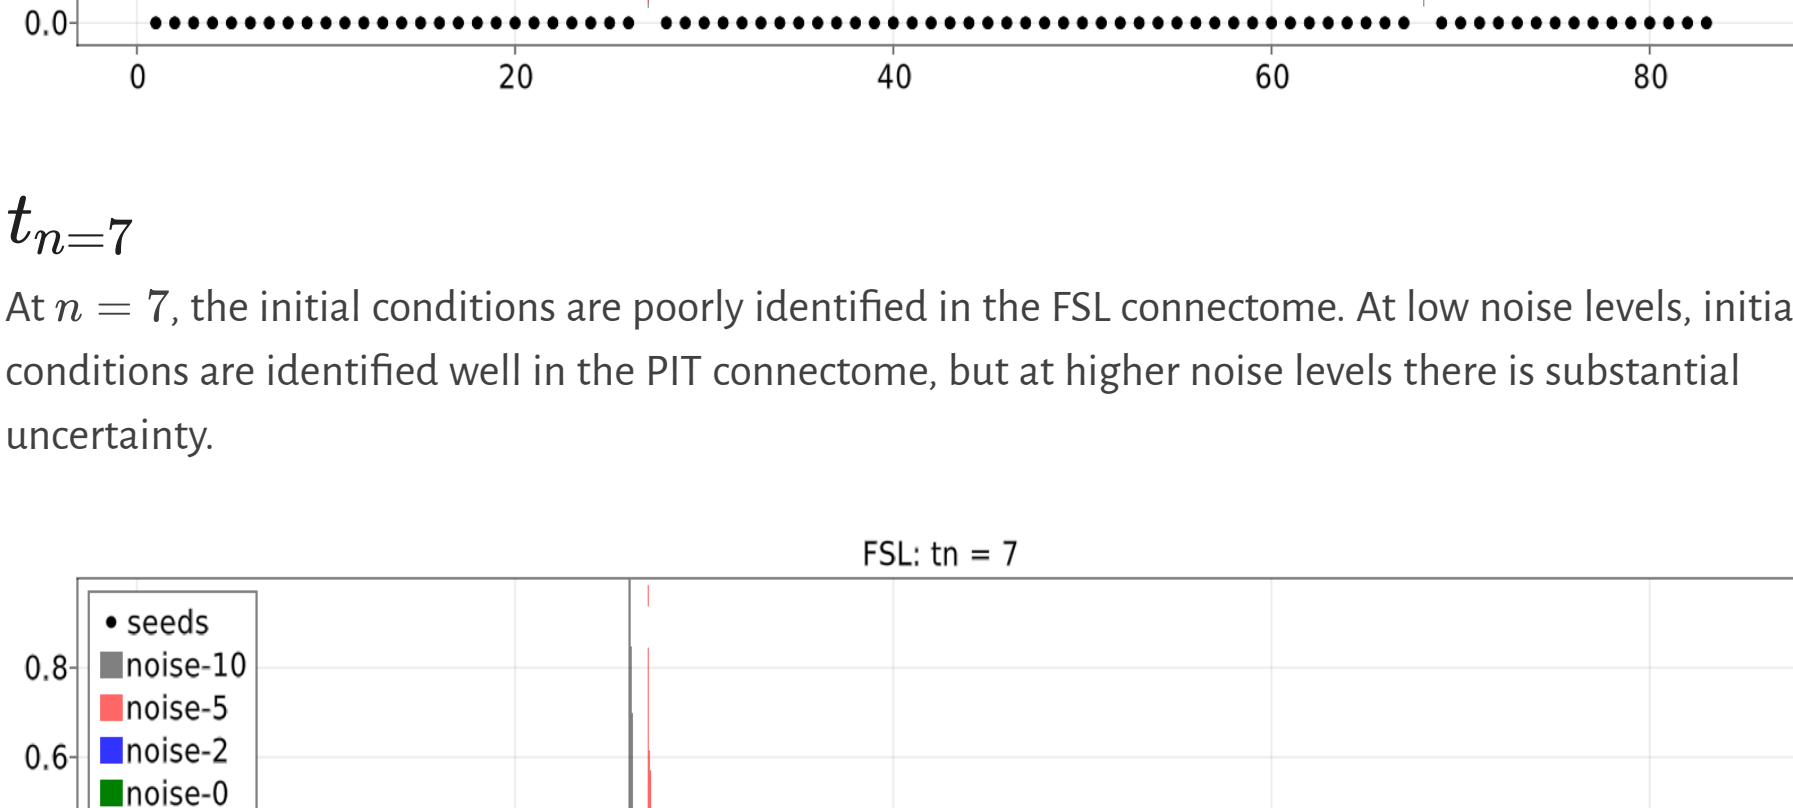 0.0
0 20 40 60 80
t_{n=7}
At n = 7, the initial conditions are poorly identified in the FSL connectome. At low noise levels, initia
conditions are identified well in the PIT connectome, but at higher noise levels there is substantial
uncertainty.
FSL: tn = 7
seeds
0.8
noise-10
noise-5
0.6
noise-2
noise-0